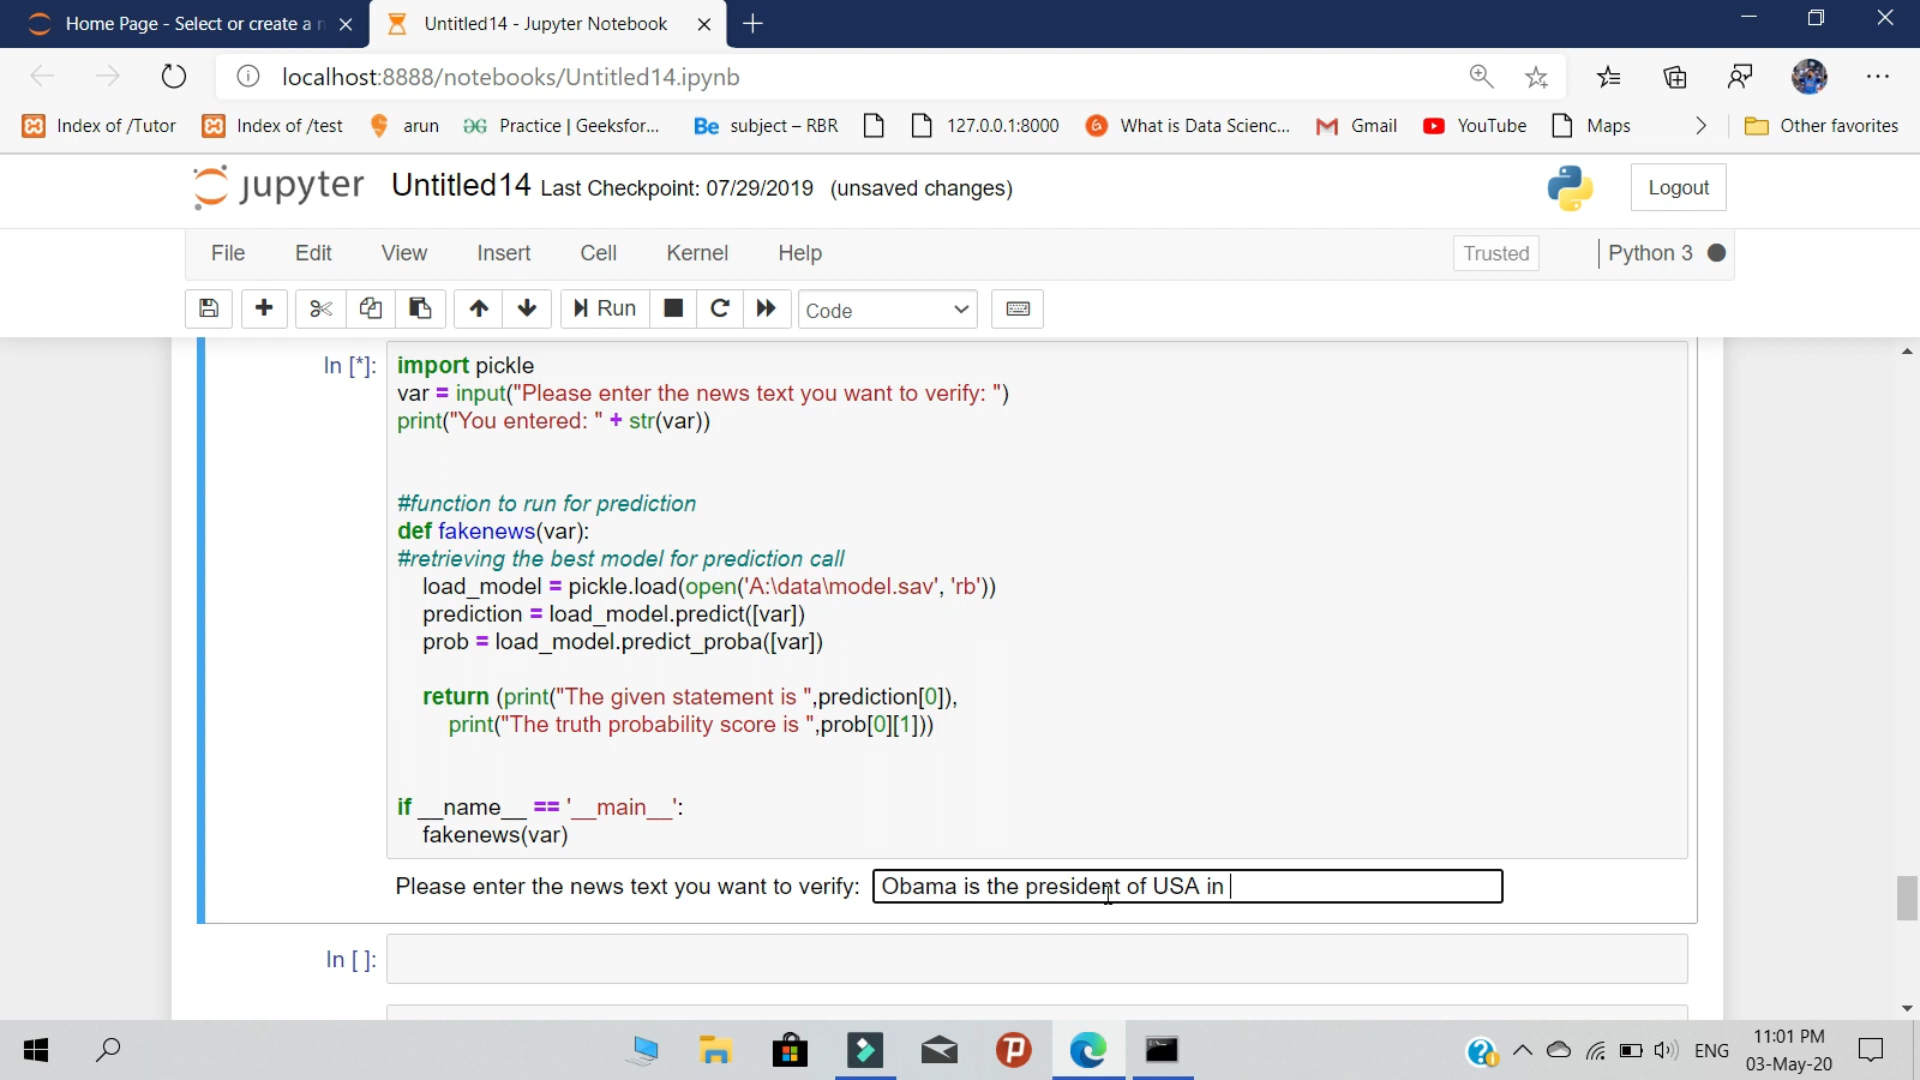 Home Page - Select or create a n
Untitled14 - Jupyter Notebook
localhost:8888/notebooks/Untitled14.ipynb
Index of /Tutor
Index of /test
arun
Practice | Geeksfor...
Be subject – RBR
127.0.0.1:8000
What is Data Scienc...
Gmail
YouTube
Maps
Other favorites
jupyter Untitled14 Last Checkpoint: 07/29/2019 (unsaved changes)
Logout
File Edit View Insert Cell Kernel Help
Trusted
Python 3
Run
Code
In [*]:
import pickle
var = input("Please enter the news text you want to verify: ")
print("You entered: " + str(var))
#function to run for prediction
def fakenews(var):
#retrieving the best model for prediction call
load_model = pickle.load(open('A:\data\model.sav', 'rb'))
prediction = load_model.predict([var])
prob = load_model.predict_proba([var])
return (print("The given statement is ",prediction[0]),
print("The truth probability score is ",prob[0][1]))
if __name__ == '__main__':
fakenews(var)
Please enter the news text you want to verify: Obama is the president of USA in
In [ ]:
ENG
11:01 PM
03-May-20